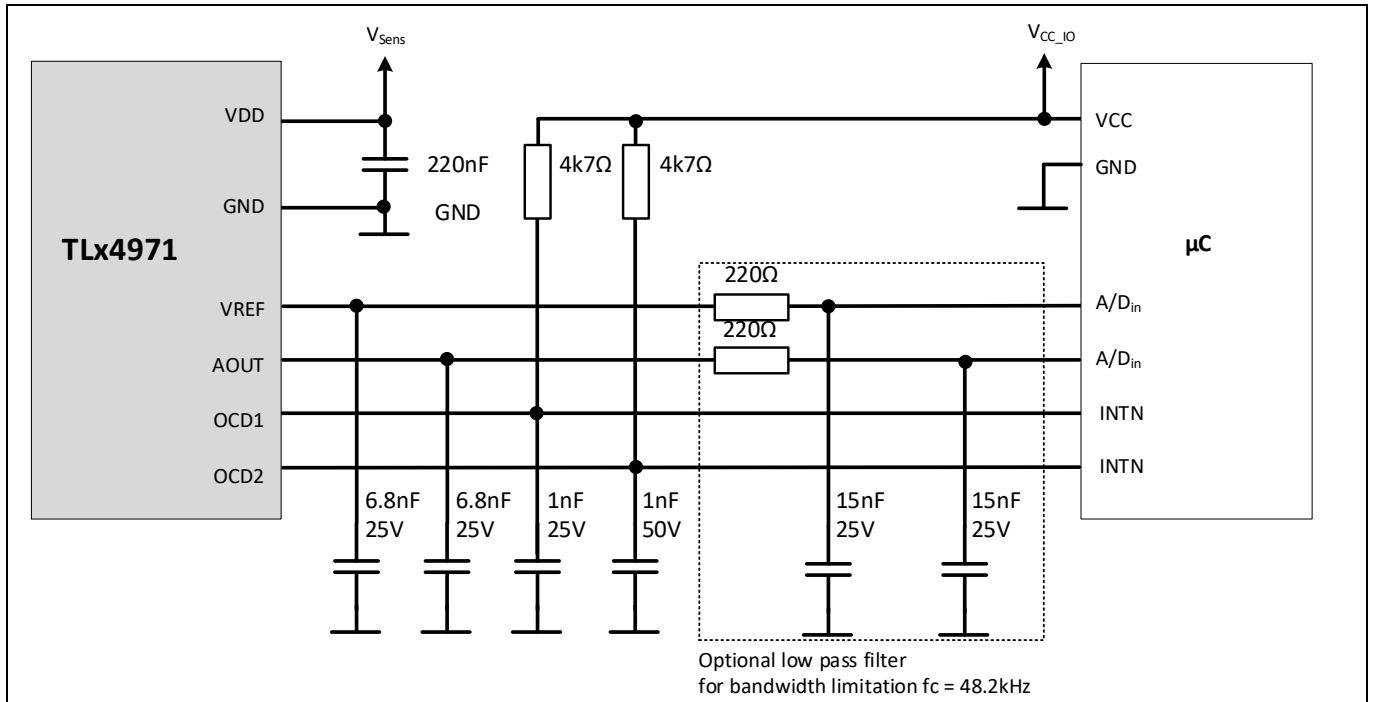 V_Sens
V_CC_IO
VDD
VCC
220nF
4k7Ω
4k7Ω
GND
GND
GND
TLx4971
µC
220Ω
VREF
A/D_in
220Ω
AOUT
A/D_in
OCD1
INTN
OCD2
INTN
6.8nF
25V
6.8nF
25V
1nF
25V
1nF
50V
15nF
25V
15nF
25V
Optional low pass filter
for bandwidth limitation fc = 48.2kHz